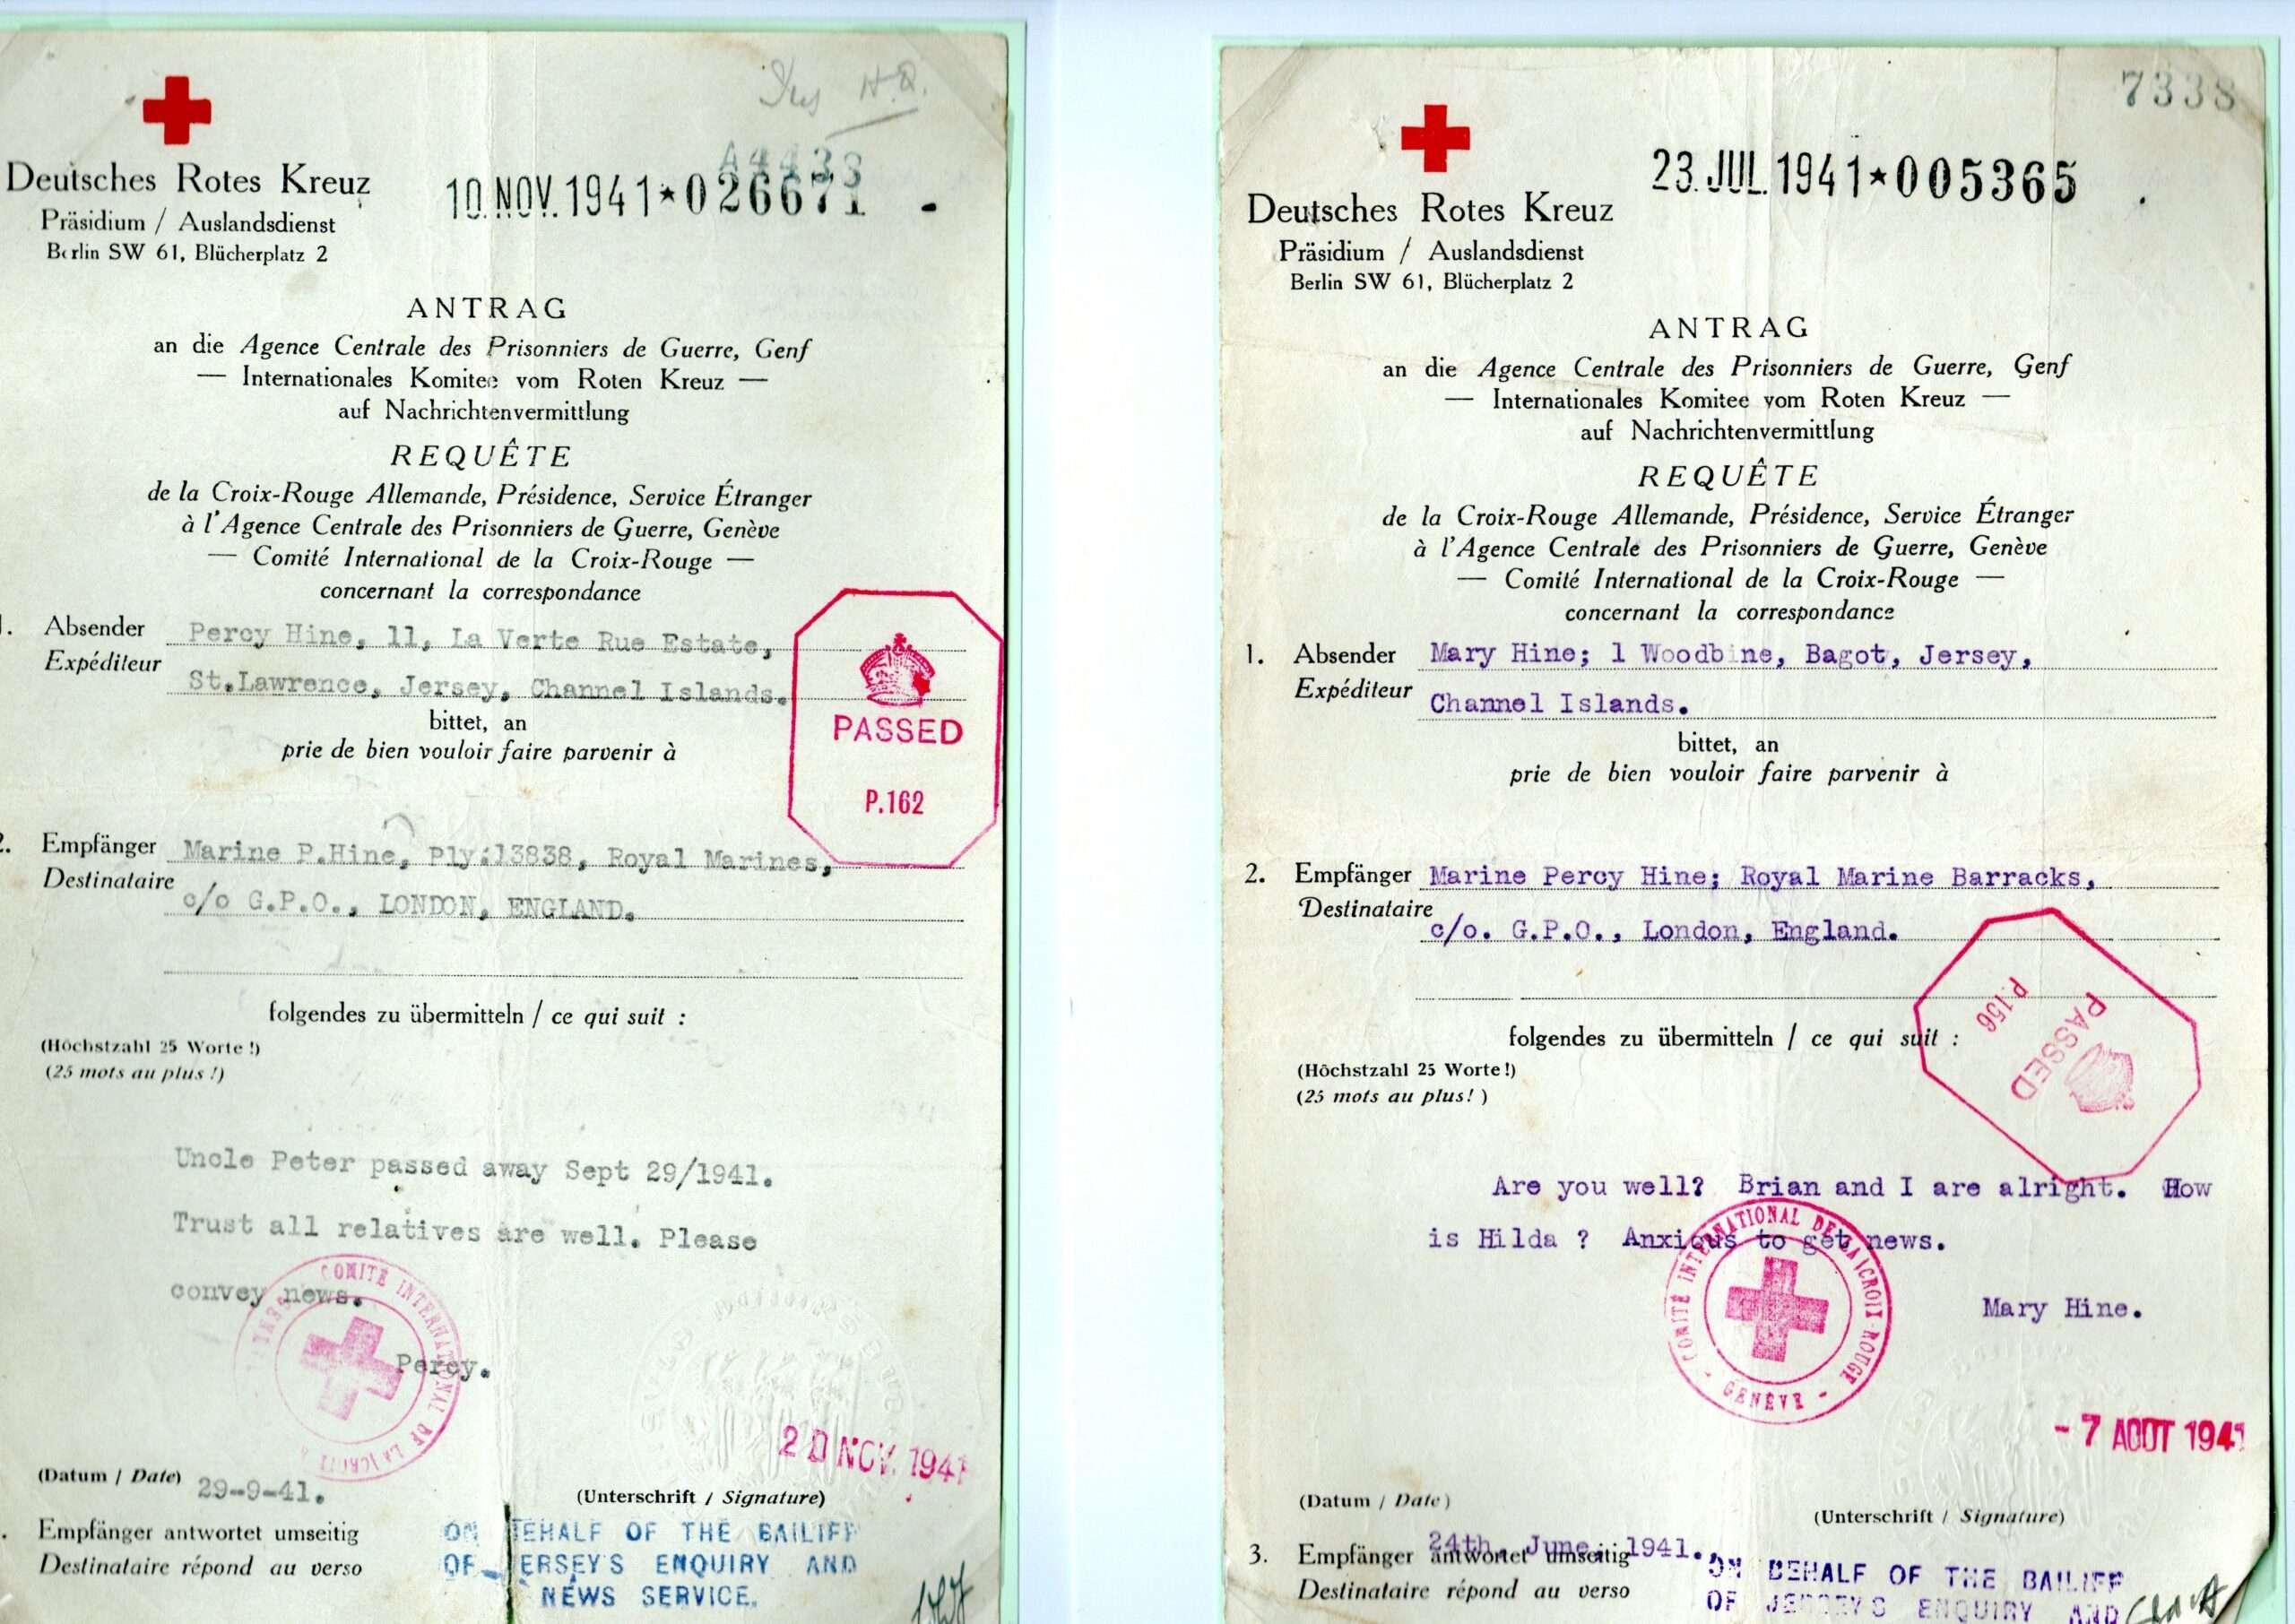 H.Q.
A4433
Deutsches Rotes Kreuz
10.NOV.1941★026671
Präsidium / Auslandsdienst
Berlin SW 61, Blücherplatz 2
ANTRAG
an die Agence Centrale des Prisonniers de Guerre, Genf
— Internationales Komitee vom Roten Kreuz —
auf Nachrichtenvermittlung
REQUÊTE
de la Croix-Rouge Allemande, Présidence, Service Étranger
à l'Agence Centrale des Prisonniers de Guerre, Genève
— Comité International de la Croix-Rouge —
concernant la correspondance
Absender Percy Hine, 11, La Verte Rue Estate,
Expéditeur St.Lawrence, Jersey, Channel Islands.
bittet, an
prie de bien vouloir faire parvenir à
PASSED
P.162
Empfänger Marine P.Hine, Ply:13838, Royal Marines,
Destinataire c/o G.P.O., LONDON, ENGLAND.
folgendes zu übermitteln / ce qui suit :
(Höchstzahl 25 Worte !)
(25 mots au plus !)
Uncle Peter passed away Sept 29/1941.
Trust all relatives are well. Please
convey news.
Percy.
COMITÉ INTERNATIONAL DE LA CROIX
20 NOV. 1941
(Datum / Date) 29-9-41.
(Unterschrift / Signature)
Empfänger antwortet umseitig
Destinataire répond au verso
ON BEHALF OF THE BAILIFF
OF JERSEY'S ENQUIRY AND
NEWS SERVICE.
7338
Deutsches Rotes Kreuz
23.JUL.1941★005365
Präsidium / Auslandsdienst
Berlin SW 61, Blücherplatz 2
ANTRAG
an die Agence Centrale des Prisonniers de Guerre, Genf
— Internationales Komitee vom Roten Kreuz —
auf Nachrichtenvermittlung
REQUÊTE
de la Croix-Rouge Allemande, Présidence, Service Étranger
à l'Agence Centrale des Prisonniers de Guerre, Genève
— Comité International de la Croix-Rouge —
concernant la correspondance
1. Absender Mary Hine; 1 Woodbine, Bagot, Jersey,
Expéditeur Channel Islands.
bittet, an
prie de bien vouloir faire parvenir à
2. Empfänger Marine Percy Hine; Royal Marine Barracks,
Destinataire c/o. G.P.O., London, England.
PASSED
P.156
folgendes zu übermitteln / ce qui suit :
(Höchstzahl 25 Worte!)
(25 mots au plus! )
Are you well? Brian and I are alright. How
is Hilda ? Anxious to get news.
Mary Hine.
COMITÉ INTERNATIONAL DE LA CROIX-ROUGE
- GENÈVE -
-7 AOUT 1941
(Datum / Date)
(Unterschrift / Signature)
24th. June, 1941.
3. Empfänger antwortet umseitig
Destinataire répond au verso
ON BEHALF OF THE BAILIFF
OF JERSEY'S ENQUIRY AND